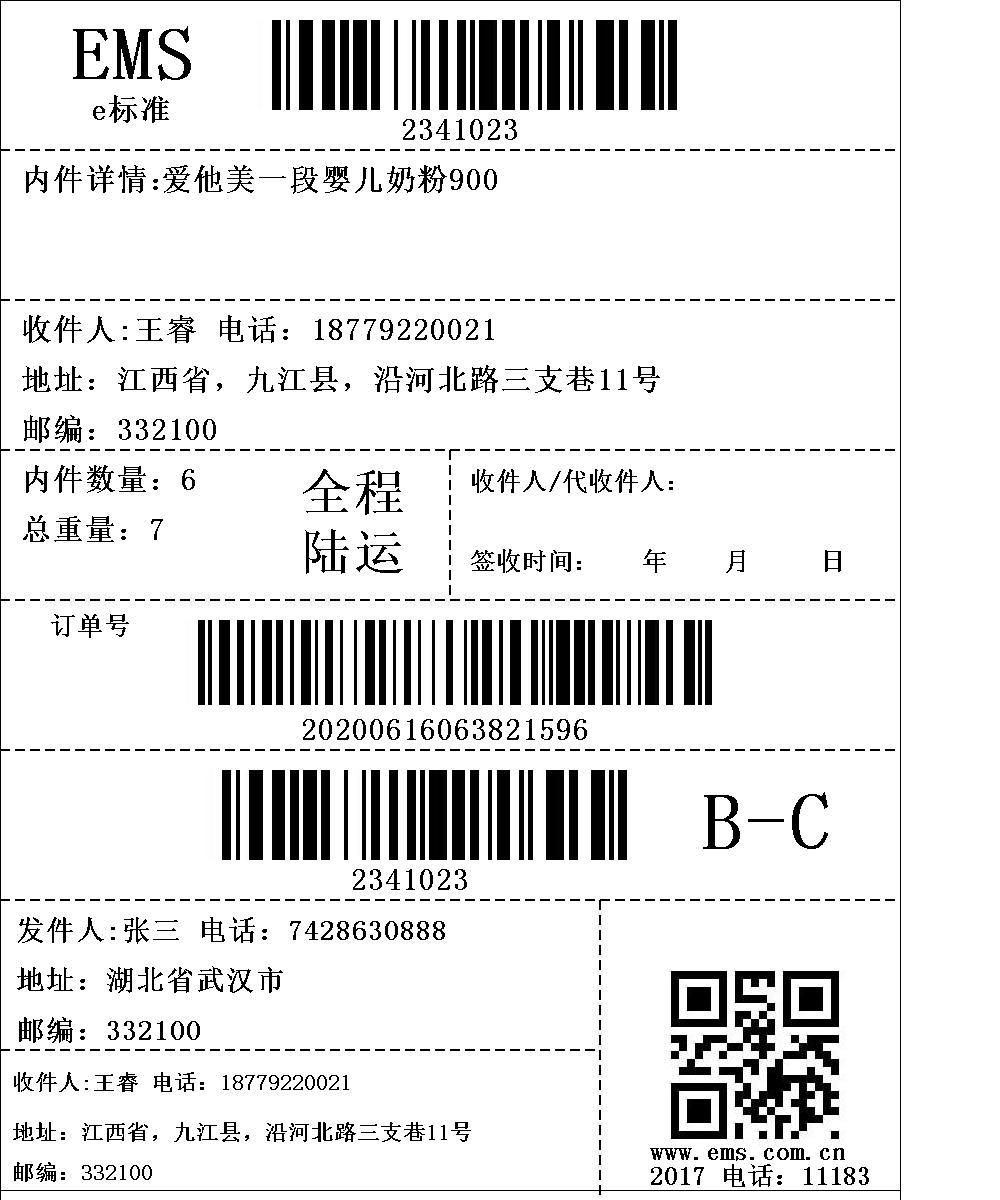 EMS
e标准
2341023
内件详情:爱他美一段婴儿奶粉900
收件人:王睿 电话：18779220021
地址：江西省，九江县，沿河北路三支巷11号
邮编：332100
内件数量：6
总重量：7
全程
陆运
收件人/代收件人：
签收时间： 年 月 日
订单号
20200616063821596
2341023
B-C
发件人:张三 电话：7428630888
地址：湖北省武汉市
邮编：332100
收件人:王睿 电话：18779220021
地址：江西省，九江县，沿河北路三支巷11号
邮编：332100
www.ems.com.cn
2017 电话：11183